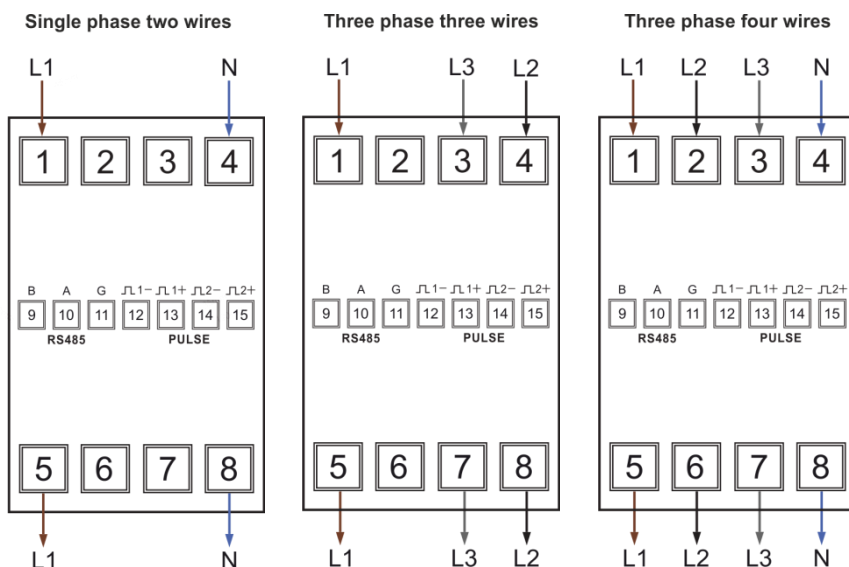 Single phase two wires
L1 N
1 2 3 4
B A G ⎍1− ⎍1+ ⎍2− ⎍2+
9 10 11 12 13 14 15
RS485 PULSE
5 6 7 8
L1 N
Three phase three wires
L1 L3 L2
1 2 3 4
B A G ⎍1− ⎍1+ ⎍2− ⎍2+
9 10 11 12 13 14 15
RS485 PULSE
5 6 7 8
L1 L3 L2
Three phase four wires
L1 L2 L3 N
1 2 3 4
B A G ⎍1− ⎍1+ ⎍2− ⎍2+
9 10 11 12 13 14 15
RS485 PULSE
5 6 7 8
L1 L2 L3 N